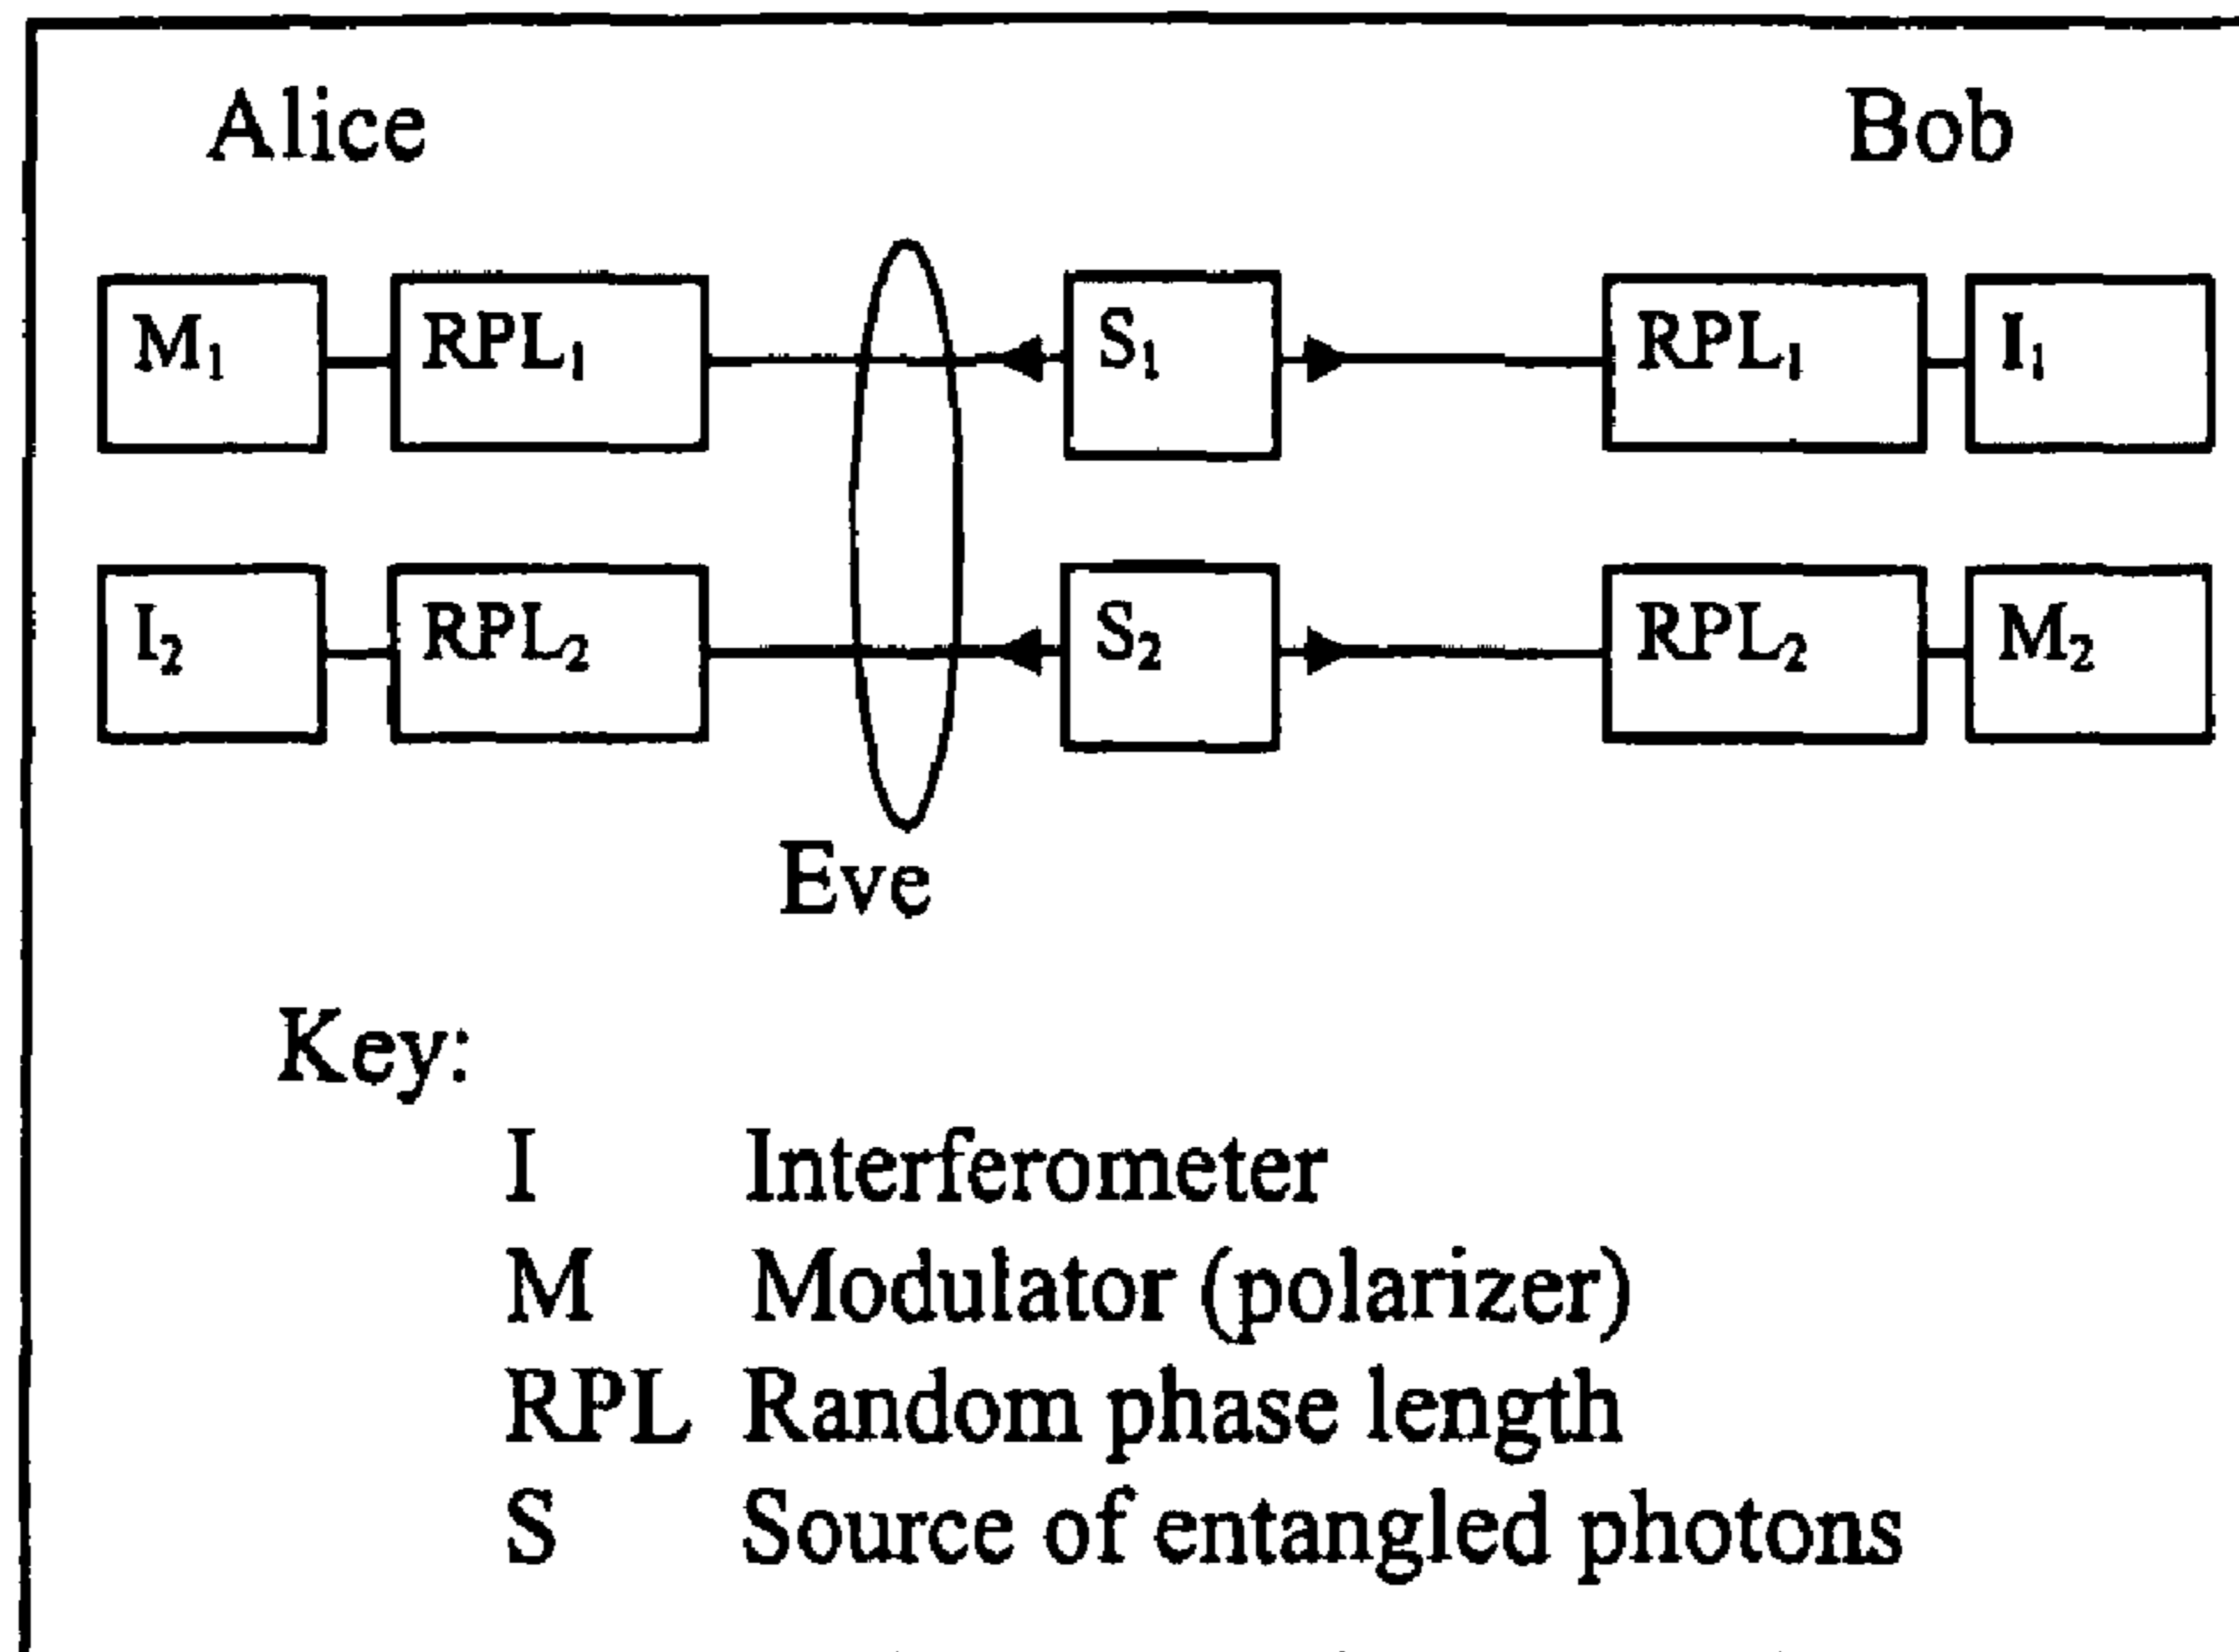 Alice Bob
M₁ RPL₁ S₁ RPL₁ I₁
I₂ RPL₂ S₂ RPL₂ M₂
Eve
Key:
I Interferometer
M Modulator (polarizer)
RPL Random phase length
S Source of entangled photons